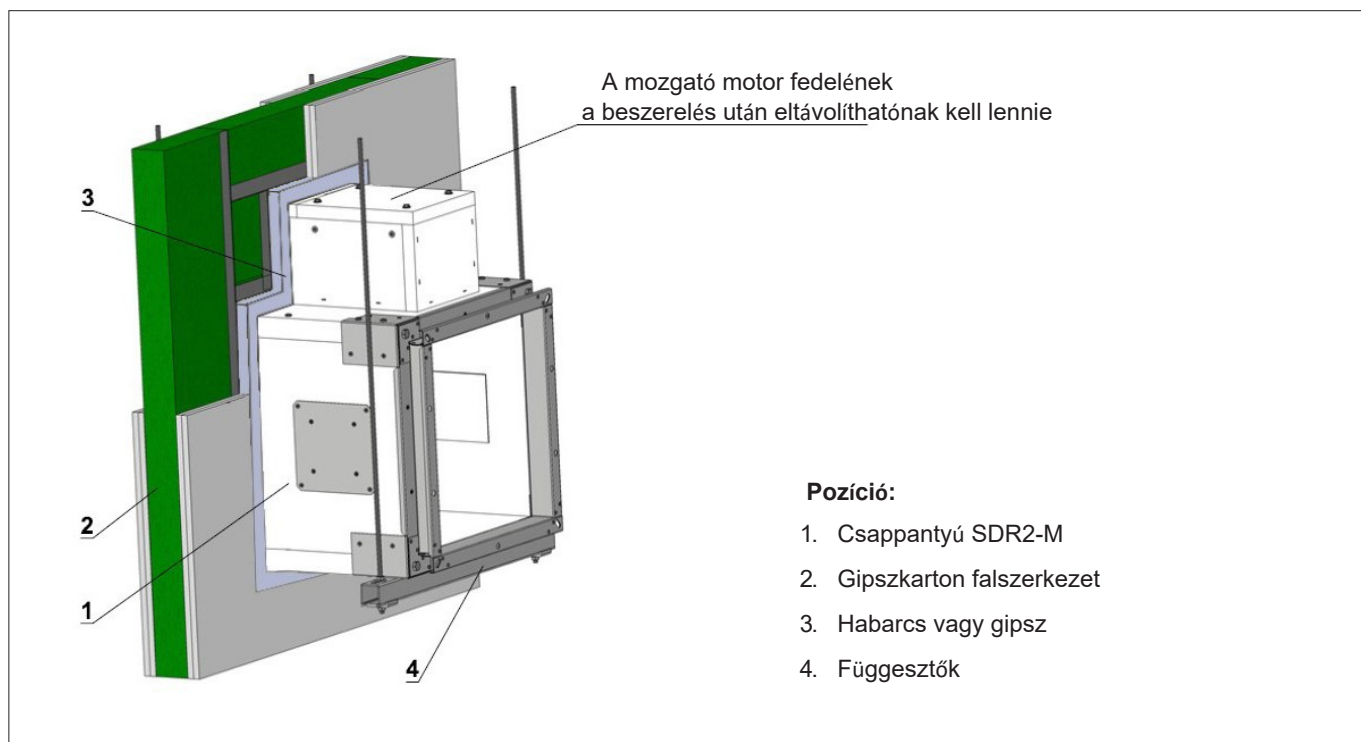 A mozgató motor fedelének
a beszerelés után eltávolíthatónak kell lennie
3
2
1
4
Pozíció:
1. Csappantyú SDR2-M
2. Gipszkarton falszerkezet
3. Habarcs vagy gipsz
4. Függesztők